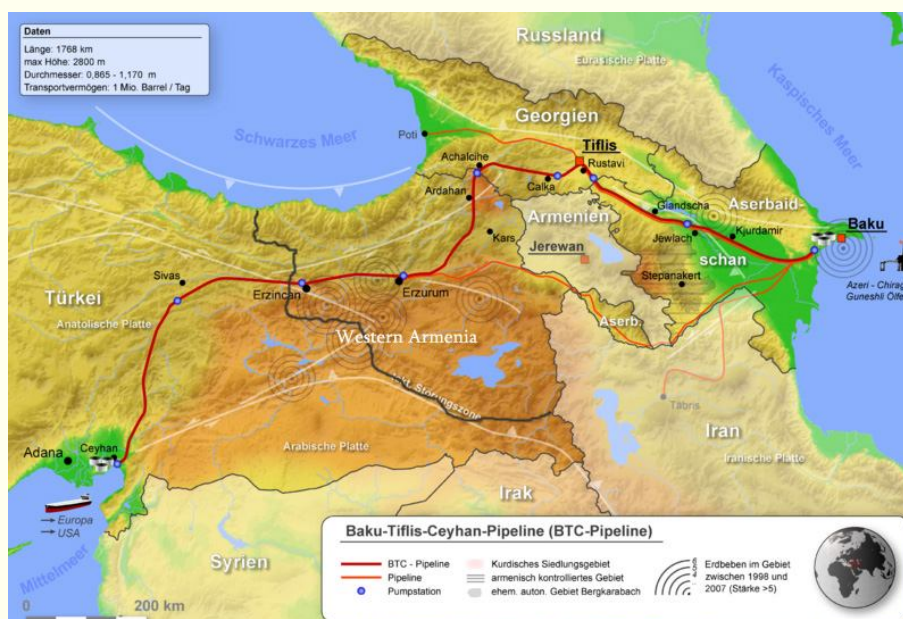 Daten
Länge: 1768 km
max Höhe: 2800 m
Durchmesser: 0,865 - 1,170 m
Transportvermögen: 1 Mio. Barrel / Tag
Russland
Eurasische Platte
Kaspisches Meer
Schwarzes Meer
Georgien
Poti
Tiflis
Achalcihe
Rustavi
Calka
Ardahan
Giandscha
Aserbaid-
Armenien
Baku
Kars
Jewlach
Kjurdamir
Jerewan
schan
Sivas
Stepanakert
Azeri - Chirag
Guneshli Ölfe
Türkei
Erzincan
Erzurum
Anatolische Platte
Western Armenia
Aserb.
Störungszone
Täbris
Adana
Ceyhan
Arabische Platte
Iran
Iranische Platte
Irak
Europa
USA
Syrien
Mittelmeer
0 200 km
Baku-Tiflis-Ceyhan-Pipeline (BTC-Pipeline)
BTC - Pipeline
Pipeline
Pumpstation
Kurdisches Siedlungsgebiet
armenisch kontrolliertes Gebiet
ehem. auton. Gebiet Bergkarabach
Erdbeben im Gebiet
zwischen 1998 und
2007 (Stärke >5)